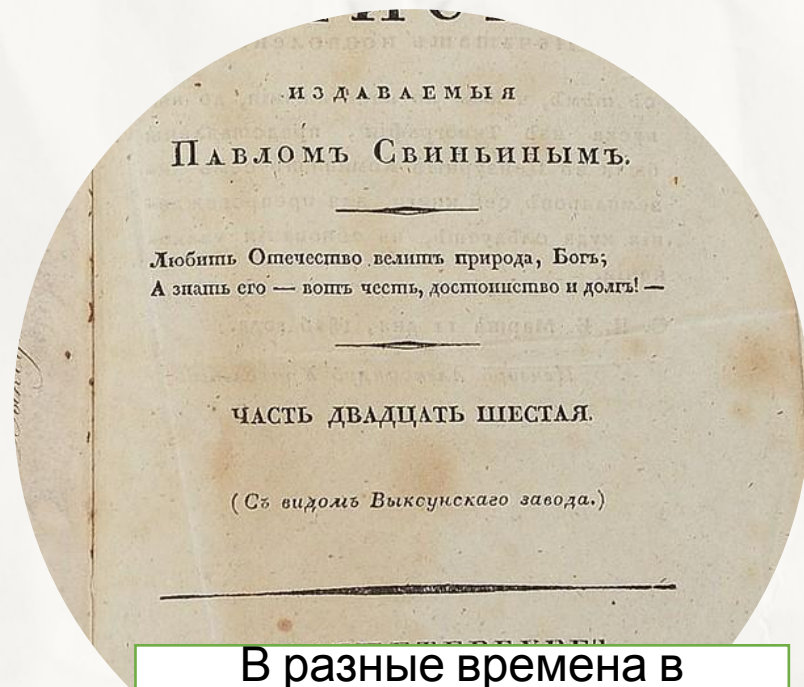 ИЗДАВАЕМЫЯ
ПАВЛОМЪ СВИНЬИНЫМЪ.
Любить Отечество велитъ природа, Богъ;
А знать его — вотъ честь, достоинство и долгъ! —
ЧАСТЬ ДВАДЦАТЬ ШЕСТАЯ.
(Съ видомъ Выксунскаго завода.)
В разные времена в